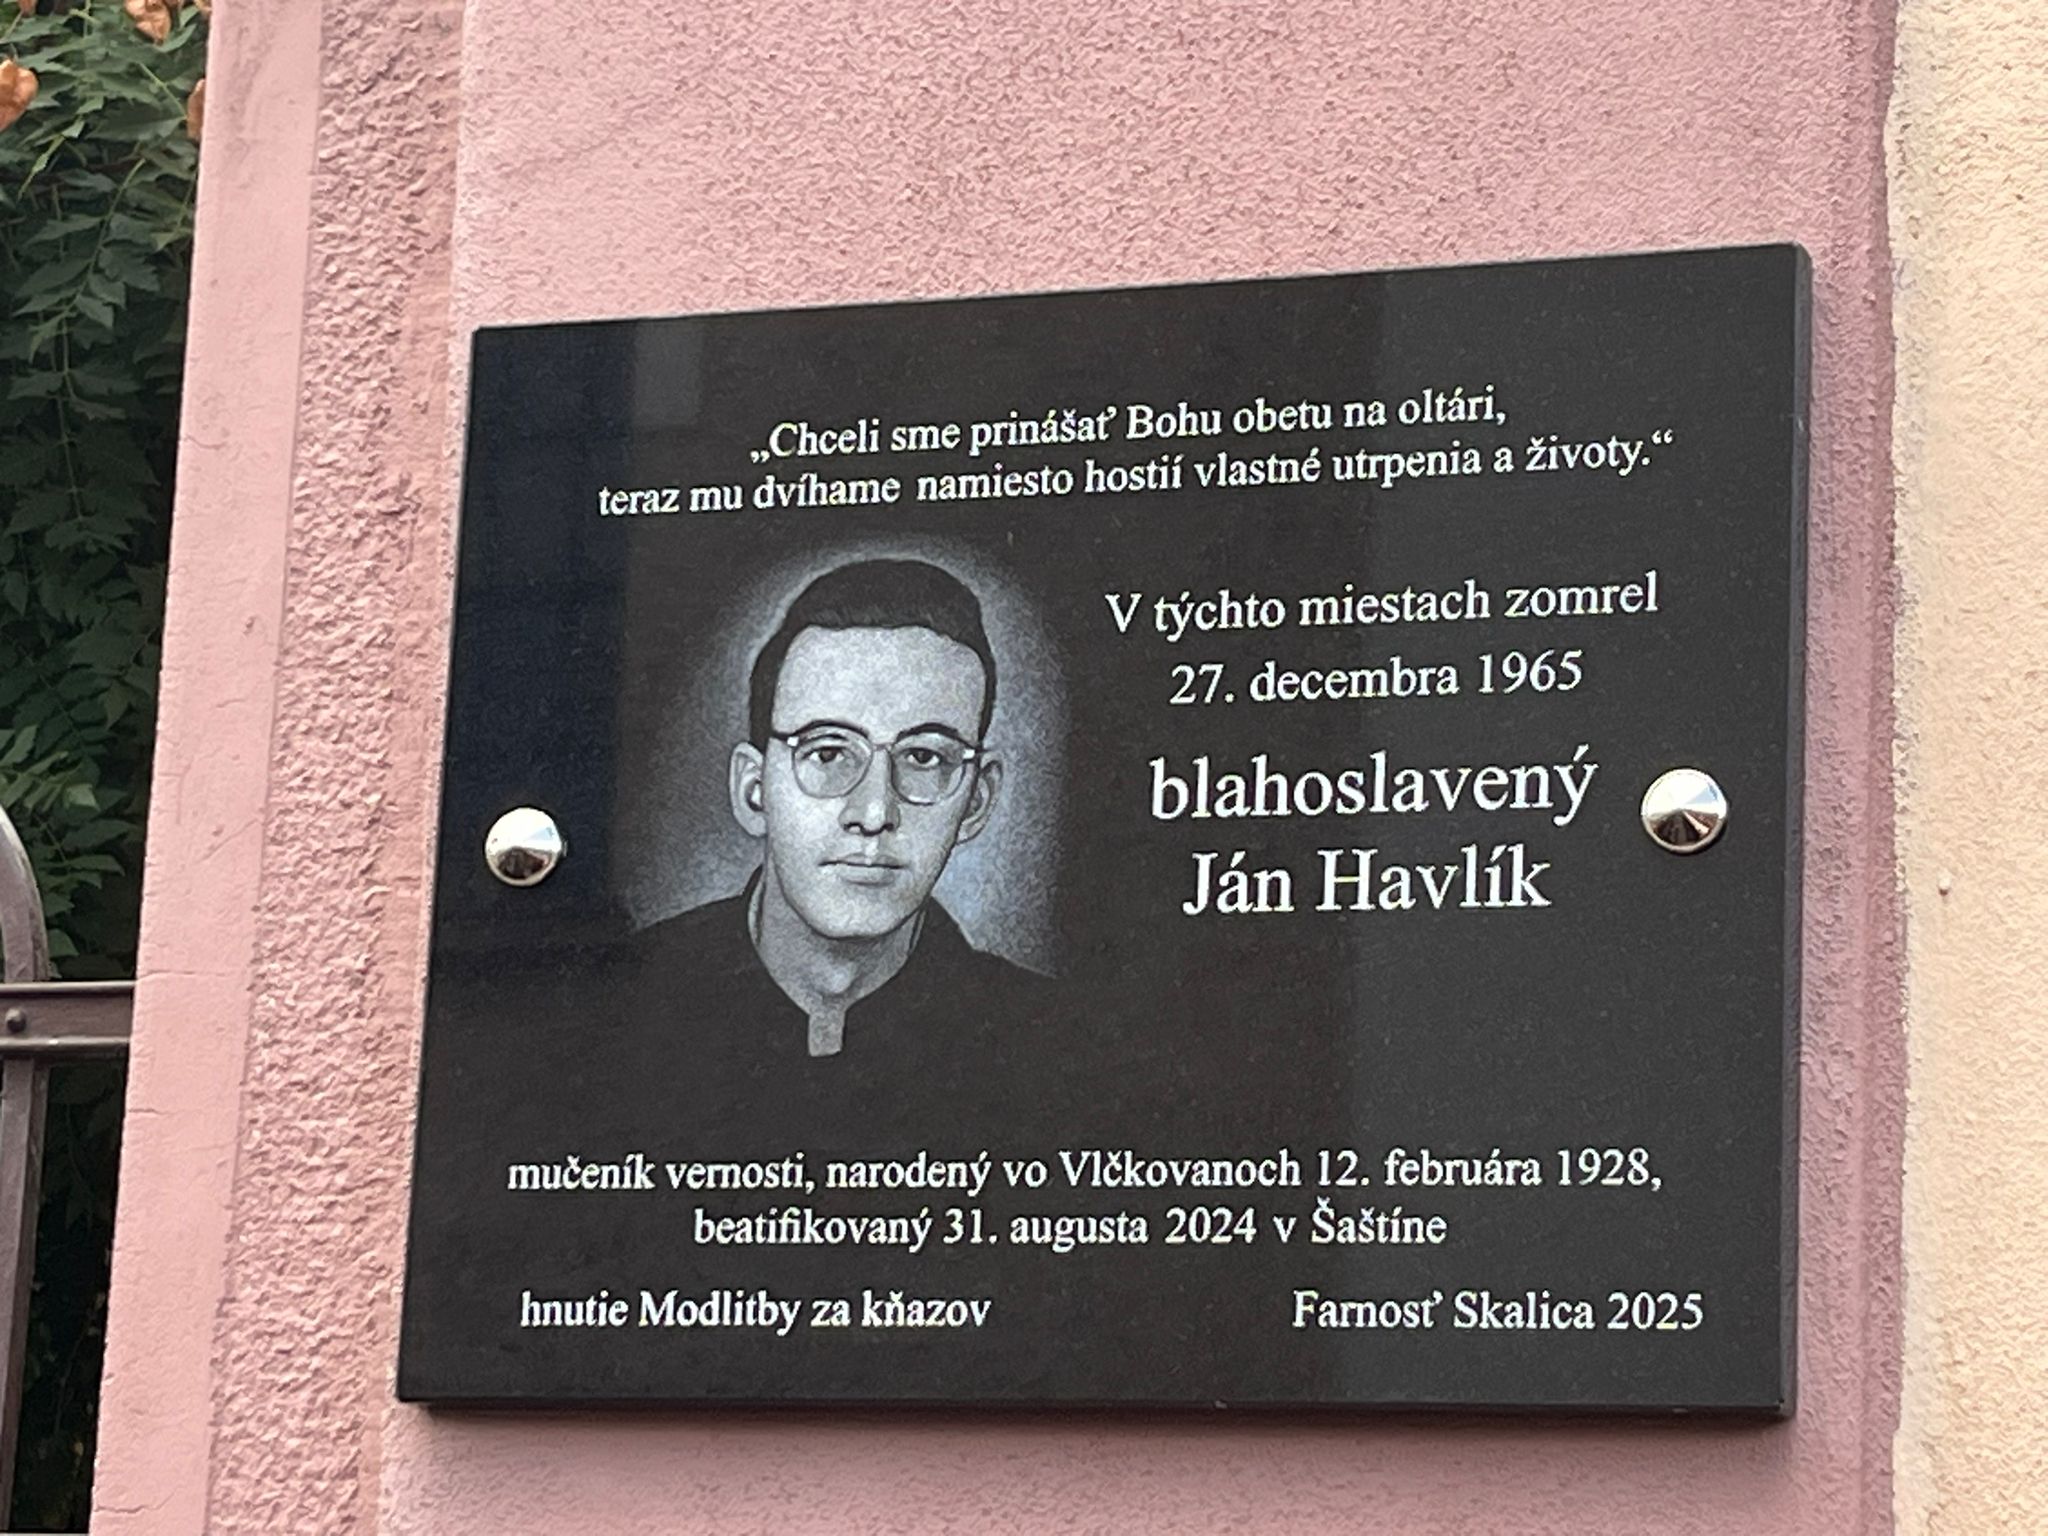 „Chceli sme prinášať Bohu obetu na oltári,
teraz mu dvíhame namiesto hostií vlastné utrpenia a životy.“
V týchto miestach zomrel
27. decembra 1965
blahoslavený
Ján Havlík
mučeník vernosti, narodený vo Vlčkovanoch 12. februára 1928,
beatifikovaný 31. augusta 2024 v Šaštíne
hnutie Modlitby za kňazov
Farnosť Skalica 2025